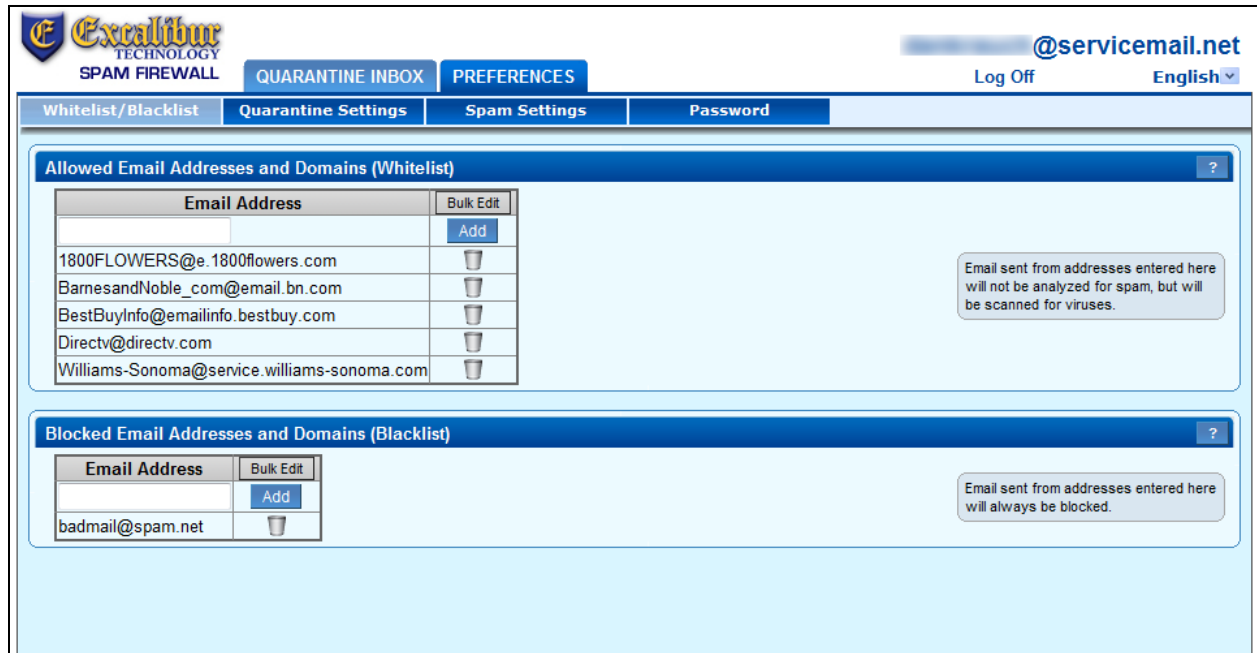 E Excalibur
TECHNOLOGY
SPAM FIREWALL
QUARANTINE INBOX
PREFERENCES
@servicemail.net
Log Off
English
Whitelist/Blacklist
Quarantine Settings
Spam Settings
Password
Allowed Email Addresses and Domains (Whitelist)
?
Email Address
Bulk Edit
Add
1800FLOWERS@e.1800flowers.com
BarnesandNoble_com@email.bn.com
BestBuyInfo@emailinfo.bestbuy.com
Directv@directv.com
Williams-Sonoma@service.williams-sonoma.com
Email sent from addresses entered here
will not be analyzed for spam, but will
be scanned for viruses.
Blocked Email Addresses and Domains (Blacklist)
?
Email Address
Bulk Edit
Add
badmail@spam.net
Email sent from addresses entered here
will always be blocked.